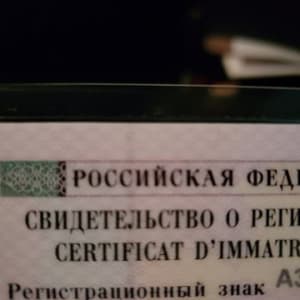 РОССИЙСКАЯ ФЕД
СВИДЕТЕЛЬСТВО О РЕГИ
CERTIFICAT D'IMMATR
Регистрационный знак А